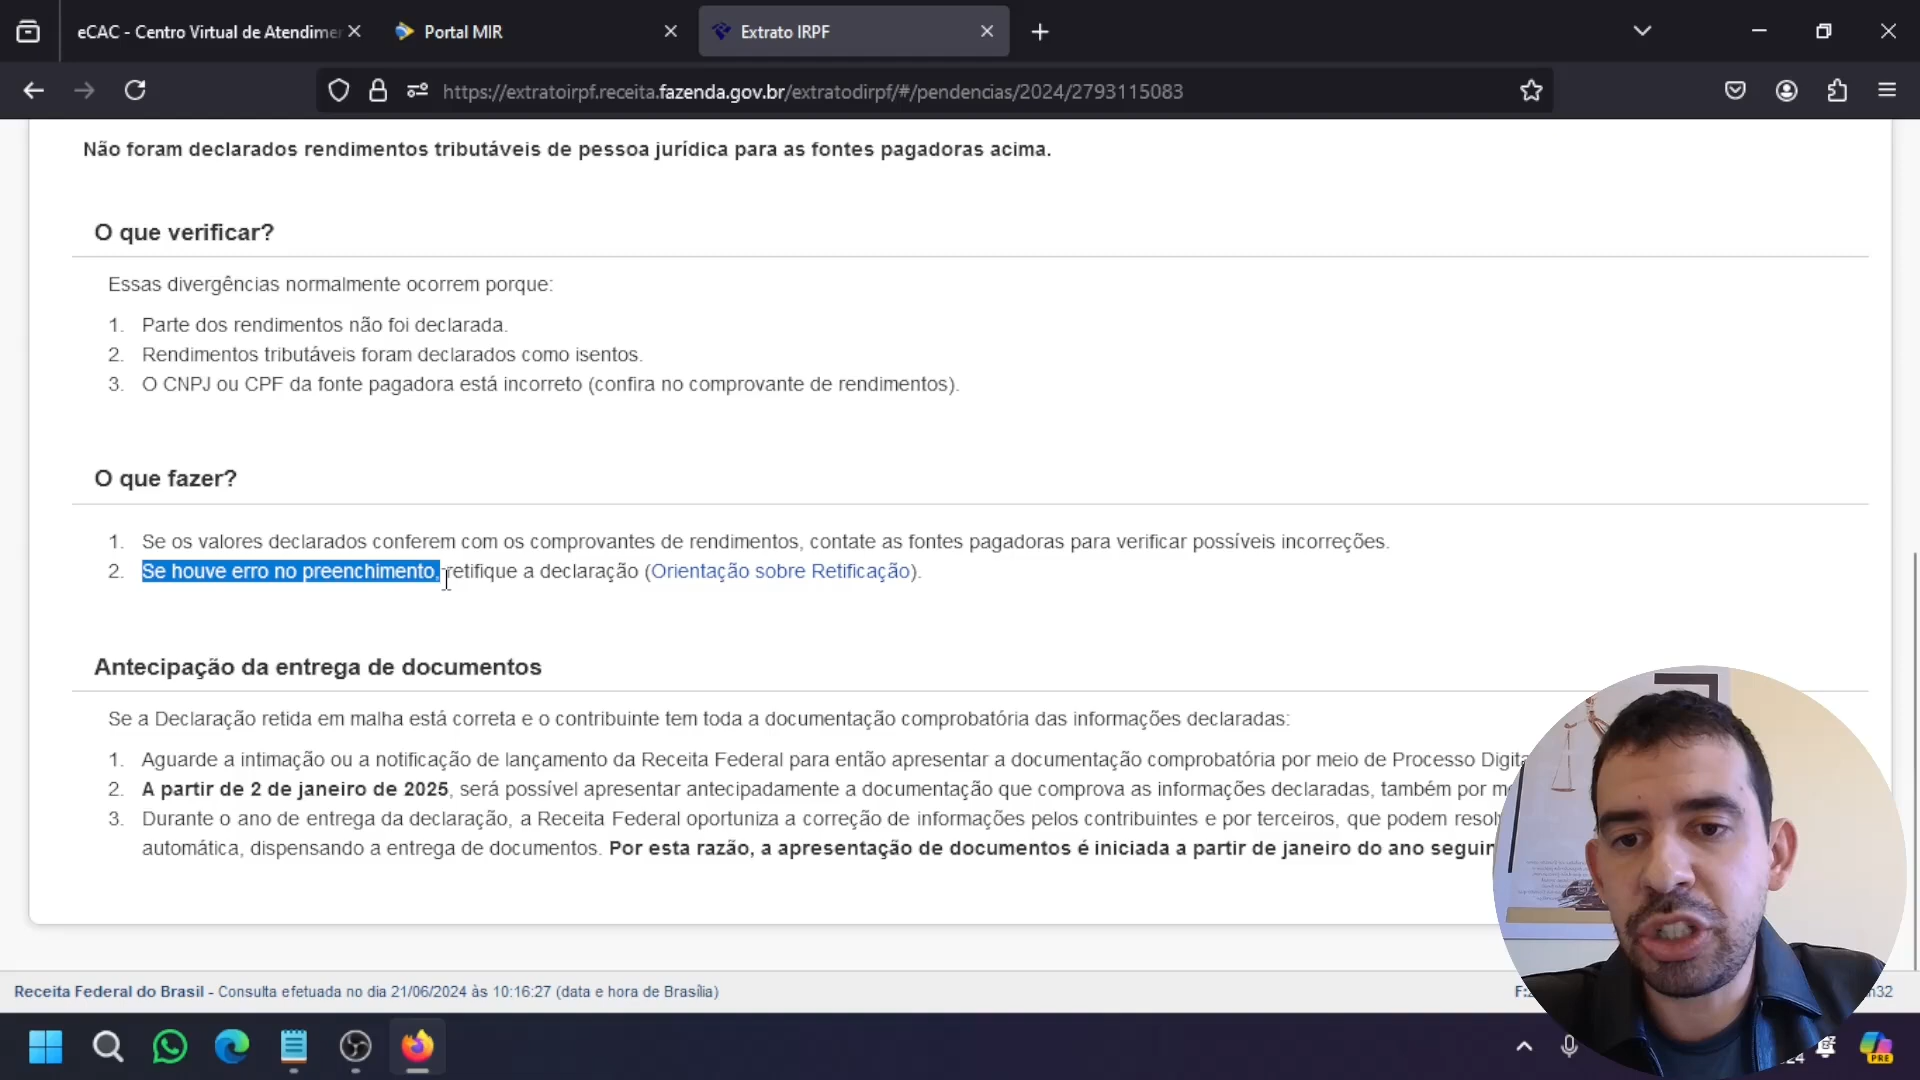 eCAC - Centro Virtual de Atendimen
Portal MIR
Extrato IRPF
https://extratoirpf.receita.fazenda.gov.br/extratodirpf/#/pendencias/2024/2793115083
Não foram declarados rendimentos tributáveis de pessoa jurídica para as fontes pagadoras acima.
O que verificar?
Essas divergências normalmente ocorrem porque:
1. Parte dos rendimentos não foi declarada.
2. Rendimentos tributáveis foram declarados como isentos.
3. O CNPJ ou CPF da fonte pagadora está incorreto (confira no comprovante de rendimentos).
O que fazer?
1. Se os valores declarados conferem com os comprovantes de rendimentos, contate as fontes pagadoras para verificar possíveis incorreções.
2. Se houve erro no preenchimento, retifique a declaração (Orientação sobre Retificação).
Antecipação da entrega de documentos
Se a Declaração retida em malha está correta e o contribuinte tem toda a documentação comprobatória das informações declaradas:
1. Aguarde a intimação ou a notificação de lançamento da Receita Federal para então apresentar a documentação comprobatória por meio de Processo Digita
2. A partir de 2 de janeiro de 2025, será possível apresentar antecipadamente a documentação que comprova as informações declaradas, também por m
3. Durante o ano de entrega da declaração, a Receita Federal oportuniza a correção de informações pelos contribuintes e por terceiros, que podem resol
automática, dispensando a entrega de documentos. Por esta razão, a apresentação de documentos é iniciada a partir de janeiro do ano seguin
Receita Federal do Brasil - Consulta efetuada no dia 21/06/2024 às 10:16:27 (data e hora de Brasília)
PRE